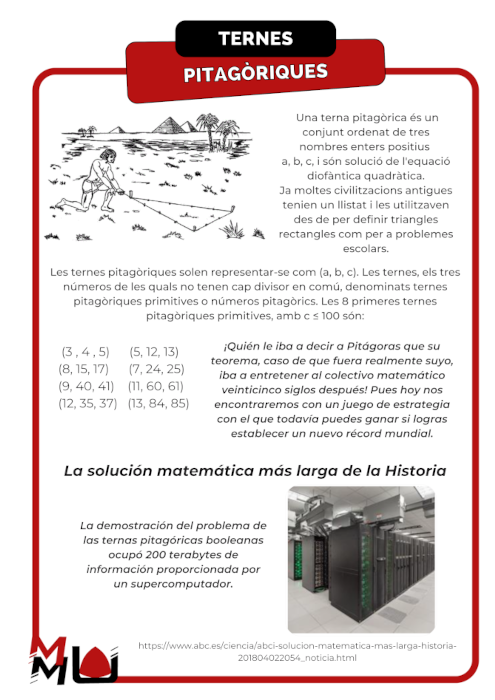 TERNES
PITAGÒRIQUES
Una terna pitagòrica és un
conjunt ordenat de tres
nombres enters positius
a, b, c, i són solució de l'equació
diofàntica quadràtica.
Ja moltes civilitzacions antigues
tenien un llistat i les utilitzaven
des de per definir triangles
rectangles com per a problemes
escolars.
Les ternes pitagòriques solen representar-se com (a, b, c). Les ternes, els tres
números de les quals no tenen cap divisor en comú, denominats ternes
pitagòriques primitives o números pitagòrics. Les 8 primeres ternes
pitagòriques primitives, amb c ≤ 100 són:
(3 , 4 , 5) (5, 12, 13)
(8, 15, 17) (7, 24, 25)
(9, 40, 41) (11, 60, 61)
(12, 35, 37) (13, 84, 85)
¡Quién le iba a decir a Pitágoras que su
teorema, caso de que fuera realmente suyo,
iba a entretener al colectivo matemático
veinticinco siglos después! Pues hoy nos
encontraremos con un juego de estrategia
con el que todavía puedes ganar si logras
establecer un nuevo récord mundial.
La solución matemática más larga de la Historia
La demostración del problema de
las ternas pitagóricas booleanas
ocupó 200 terabytes de
información proporcionada por
un supercomputador.
https://www.abc.es/ciencia/abci-solucion-matematica-mas-larga-historia-
201804022054_noticia.html
MMU